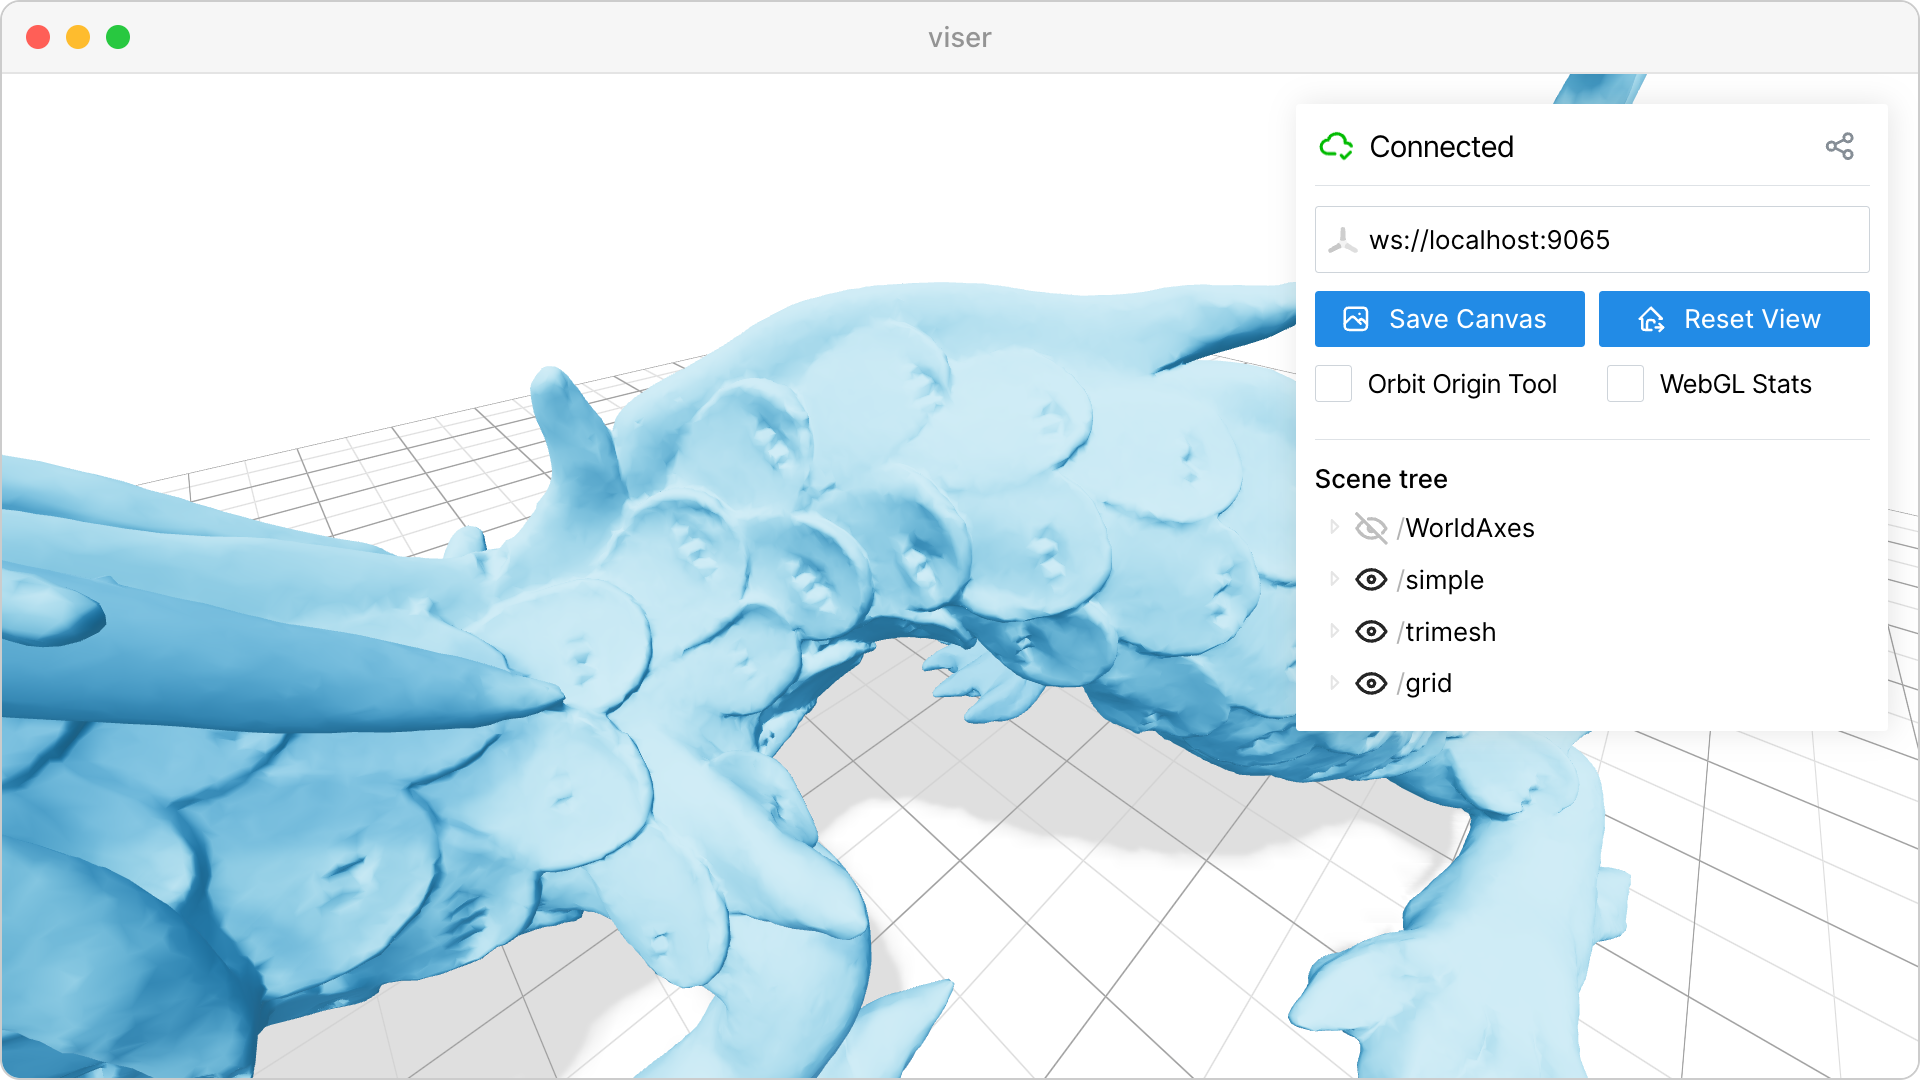 viser
Connected
ws://localhost:9065
Save Canvas
Reset View
Orbit Origin Tool
WebGL Stats
Scene tree
/WorldAxes
/simple
/trimesh
/grid